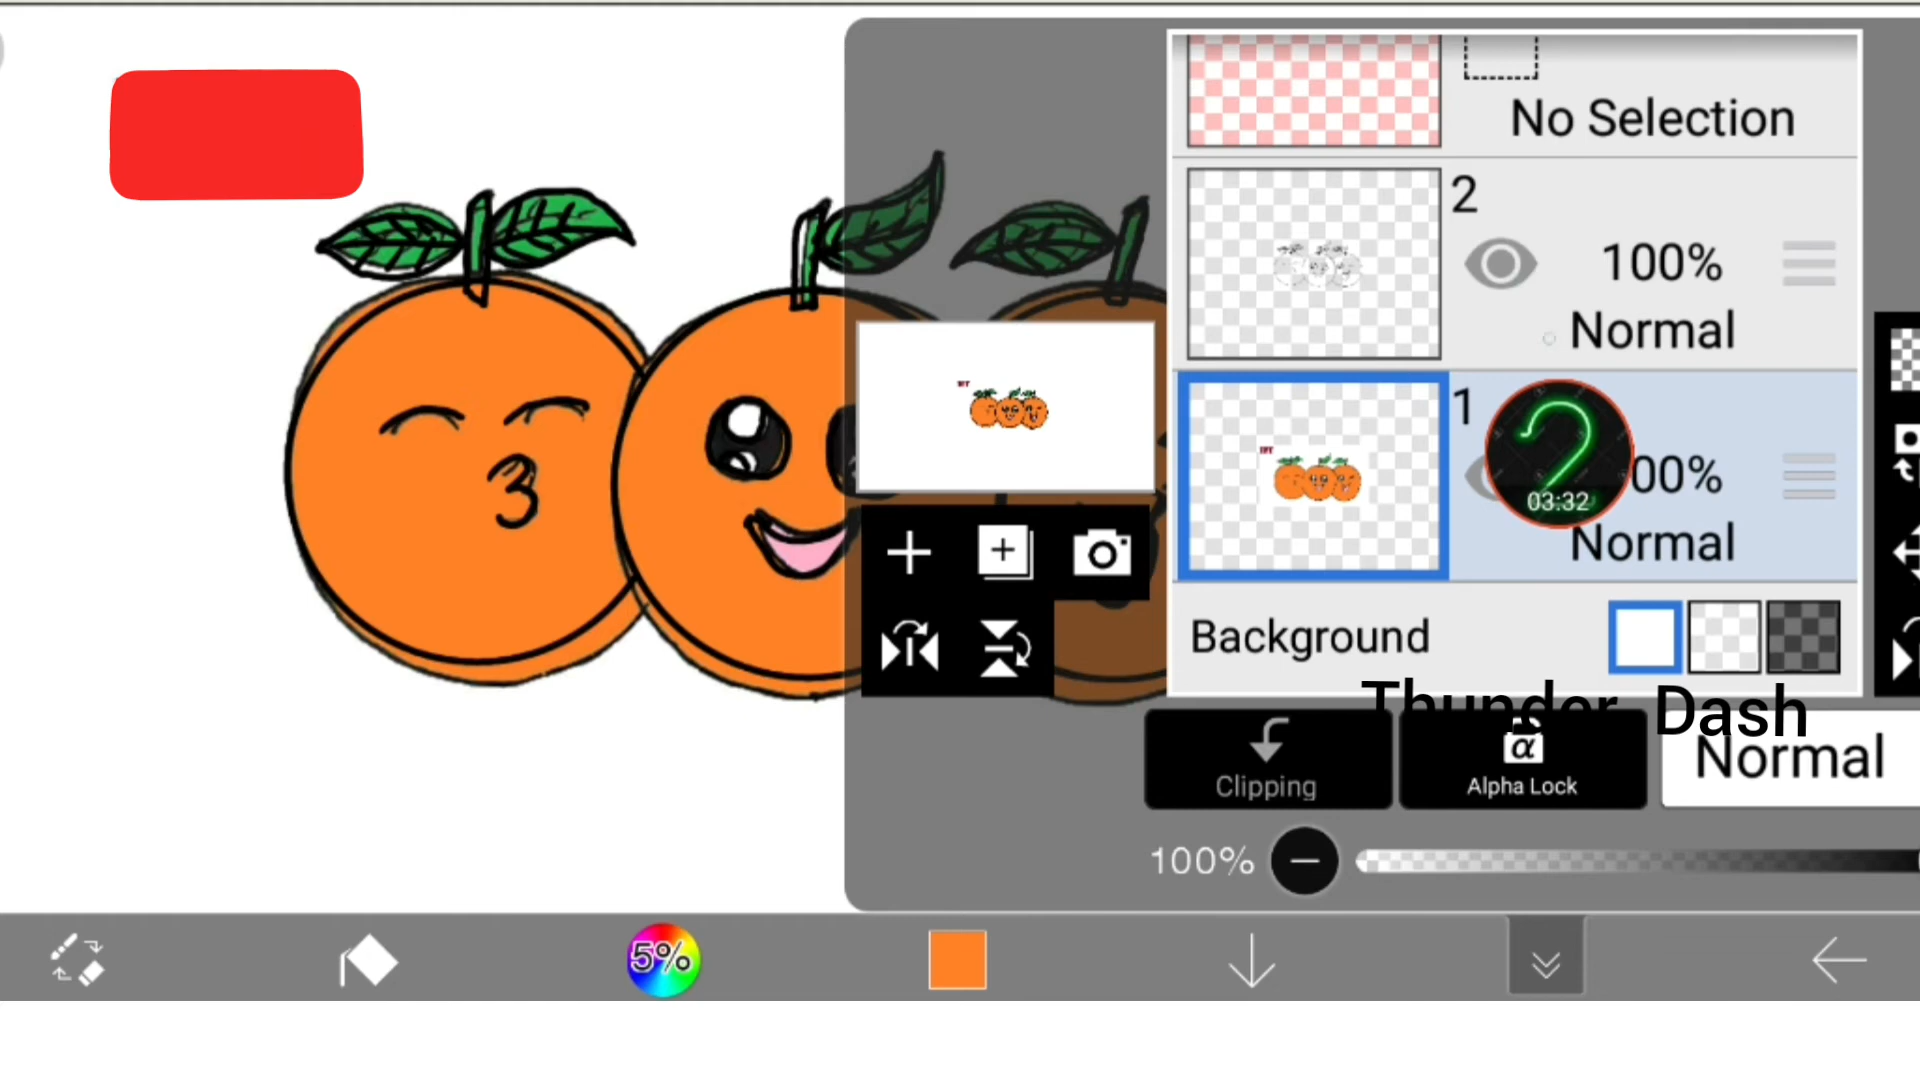 No Selection
2
100%
Normal
1
03:32
00%
Normal
Background
Thunder Dash
Clipping
α
Alpha Lock
Normal
100%
5%